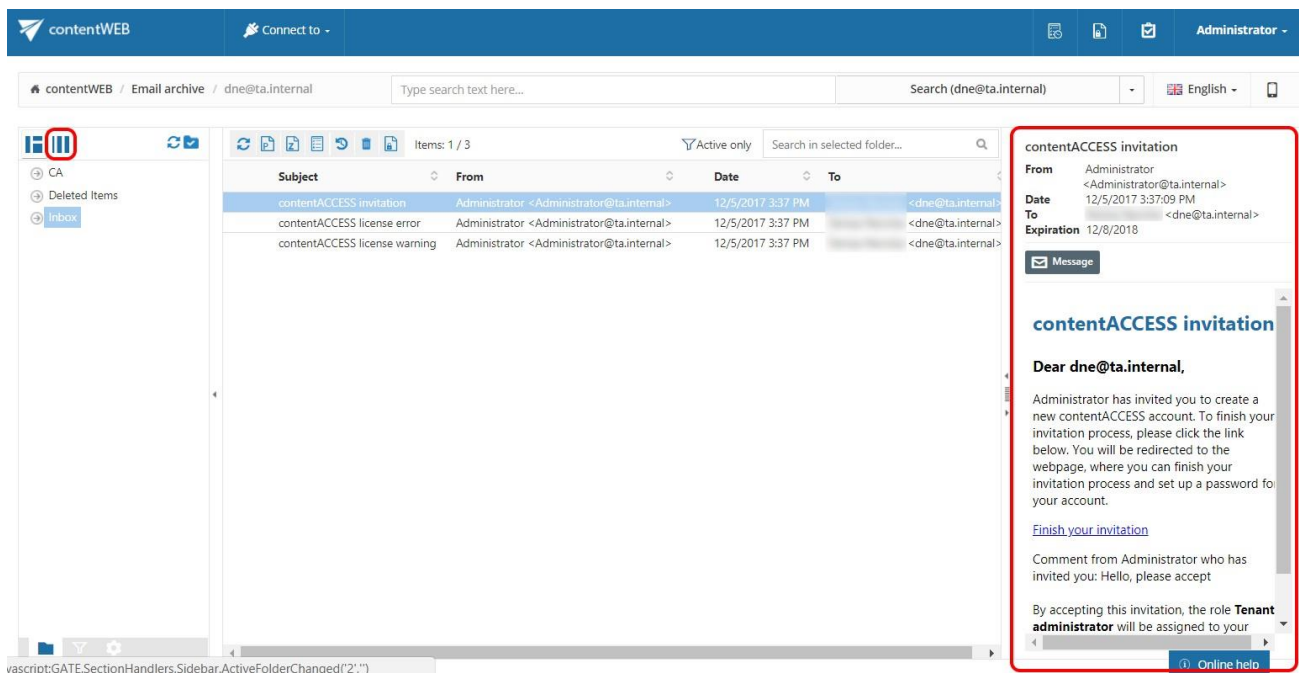 contentWEB
Connect to
Administrator
contentWEB / Email archive / dne@ta.internal
Type search text here...
Search (dne@ta.internal)
English
CA
Deleted Items
Inbox
Items: 1 / 3
Active only
Search in selected folder...
Subject From Date To
contentACCESS invitation Administrator <Administrator@ta.internal> 12/5/2017 3:37 PM <dne@ta.internal>
contentACCESS license error Administrator <Administrator@ta.internal> 12/5/2017 3:37 PM <dne@ta.internal>
contentACCESS license warning Administrator <Administrator@ta.internal> 12/5/2017 3:37 PM <dne@ta.internal>
contentACCESS invitation
From Administrator
<Administrator@ta.internal>
Date 12/5/2017 3:37:09 PM
To <dne@ta.internal>
Expiration 12/8/2018
Message
contentACCESS invitation
Dear dne@ta.internal,
Administrator has invited you to create a
new contentACCESS account. To finish your
invitation process, please click the link
below. You will be redirected to the
webpage, where you can finish your
invitation process and set up a password for
your account.
Finish your invitation
Comment from Administrator who has
invited you: Hello, please accept
By accepting this invitation, the role Tenant
administrator will be assigned to your
vascript:GATE.SectionHandlers.Sidebar.ActiveFolderChanged('2','')
Online help